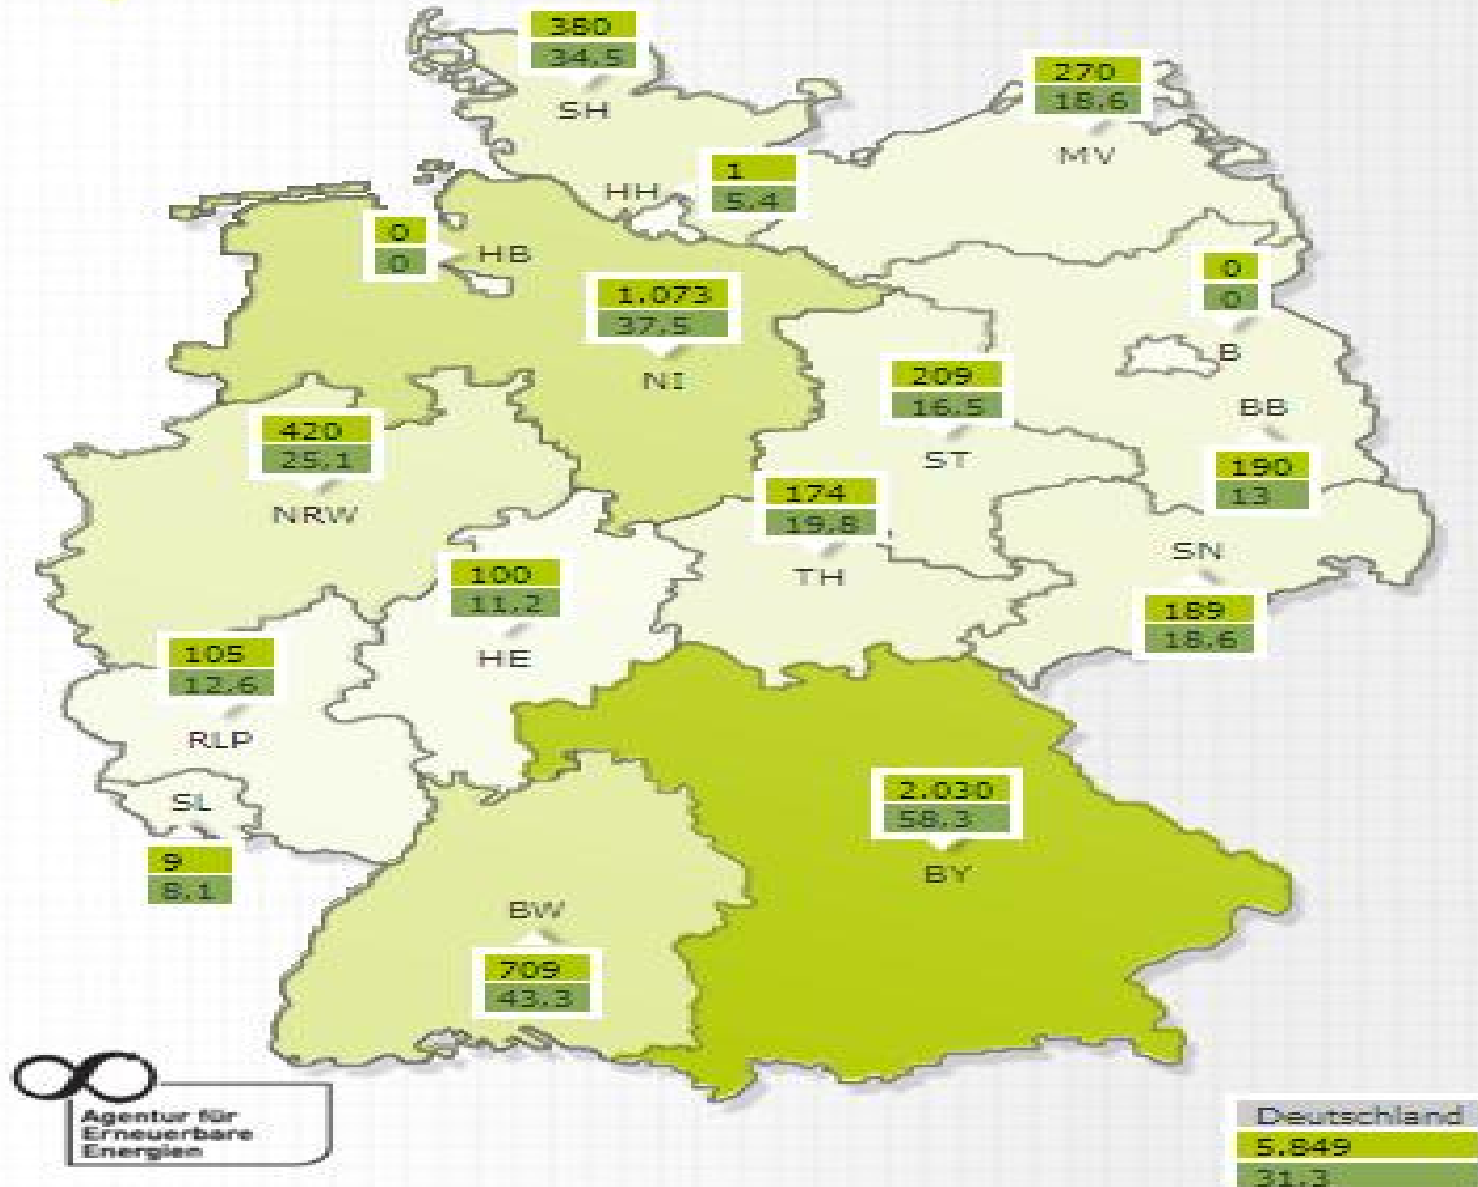 380
34.5
SH
270
18.6
MV
1
5.4
HH
0
0
HB
0
0
B
1.073
37.5
NI
209
16.5
ST
BB
190
13
420
25.1
NRW
174
19.8
TH
SN
189
18.6
100
11.2
HE
105
12.6
RLP
SL
9
8.1
2.030
58.3
BY
BW
709
43.3
Agentur für
Erneuerbare
Energien
Deutschland
5.849
31.3